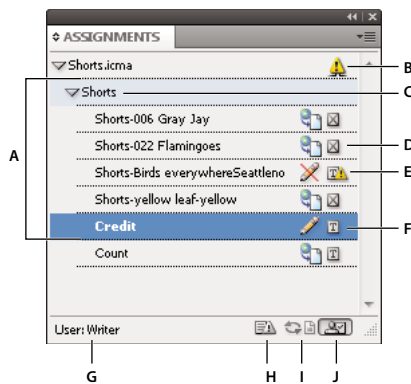 ASSIGNMENTS
Shorts.icma
B
Shorts
C
Shorts-006 Gray Jay
A
Shorts-022 Flamingoes
D
Shorts-Birds everywhereSeattleno
T
E
Shorts-yellow leaf-yellow
Credit
T
F
Count
T
User: Writer
G
H
I
J